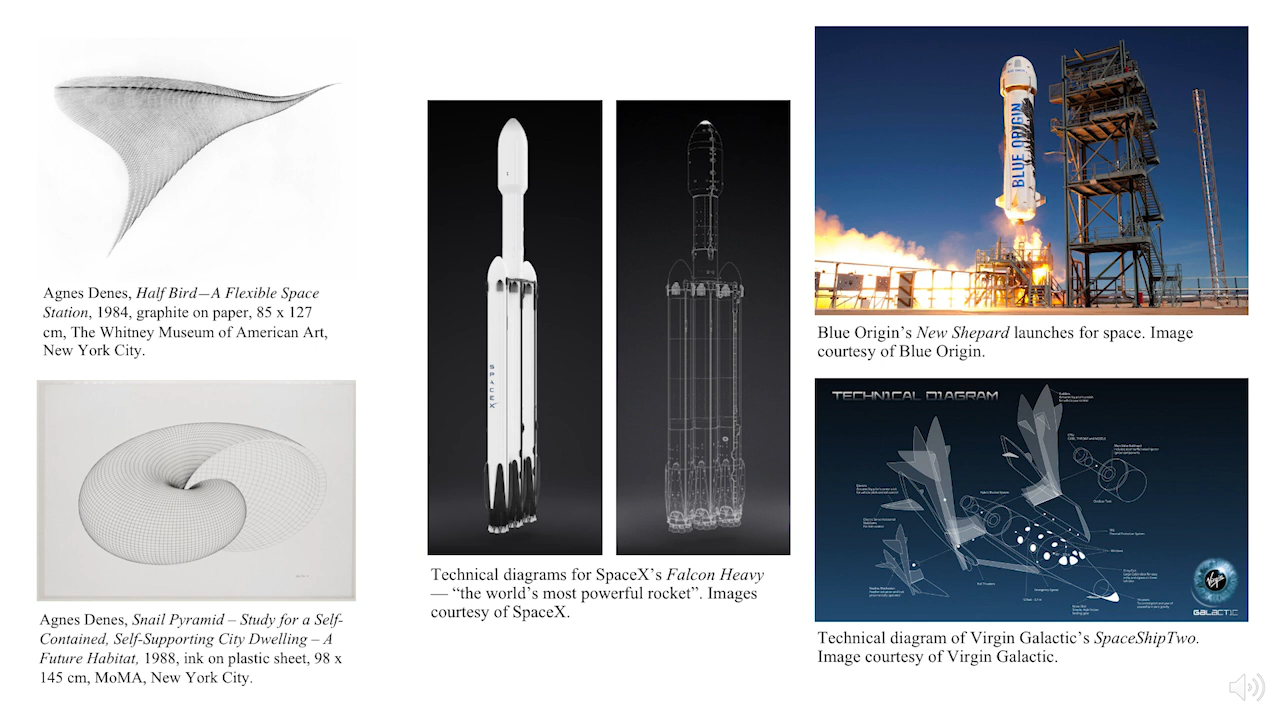 Agnes Denes, Half Bird—A Flexible Space
Station, 1984, graphite on paper, 85 x 127
cm, The Whitney Museum of American Art,
New York City.
Agnes Denes, Snail Pyramid – Study for a Self-
Contained, Self-Supporting City Dwelling – A
Future Habitat, 1988, ink on plastic sheet, 98 x
145 cm, MoMA, New York City.
SPACEX
Technical diagrams for SpaceX’s Falcon Heavy
— “the world’s most powerful rocket”. Images
courtesy of SpaceX.
BLUE ORIGIN
Blue Origin’s New Shepard launches for space. Image
courtesy of Blue Origin.
TECHNICAL DIAGRAM
Virgin
GALACTIC
Technical diagram of Virgin Galactic’s SpaceShipTwo.
Image courtesy of Virgin Galactic.